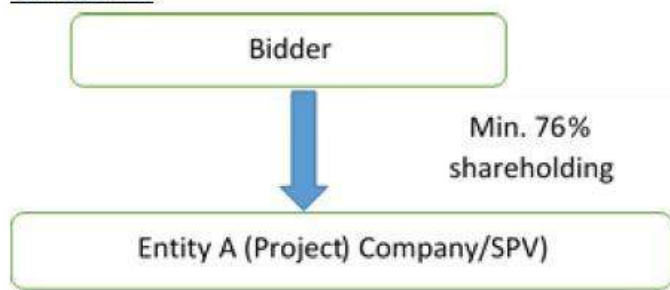 Bidder
Min. 76%
shareholding
Entity A (Project) Company/SPV)